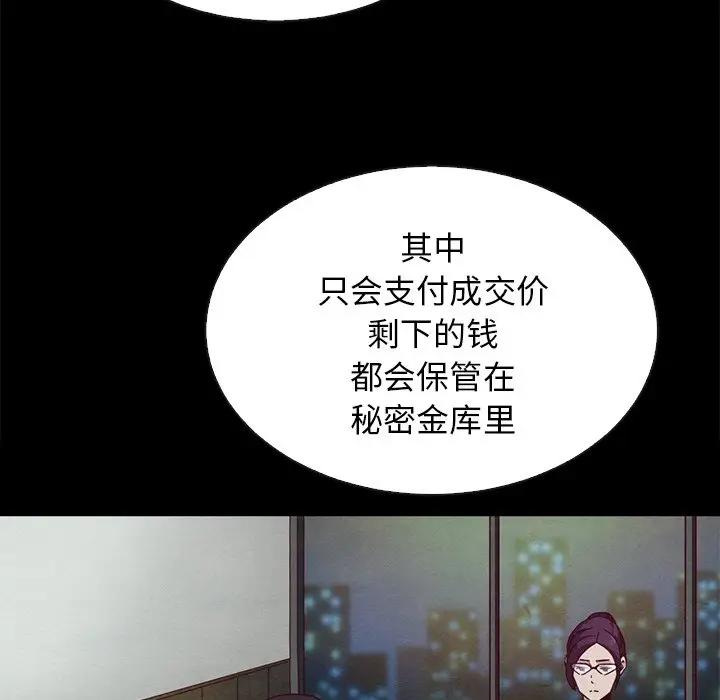 其中
只会支付成交价
剩下的钱
都会保管在
秘密金库里